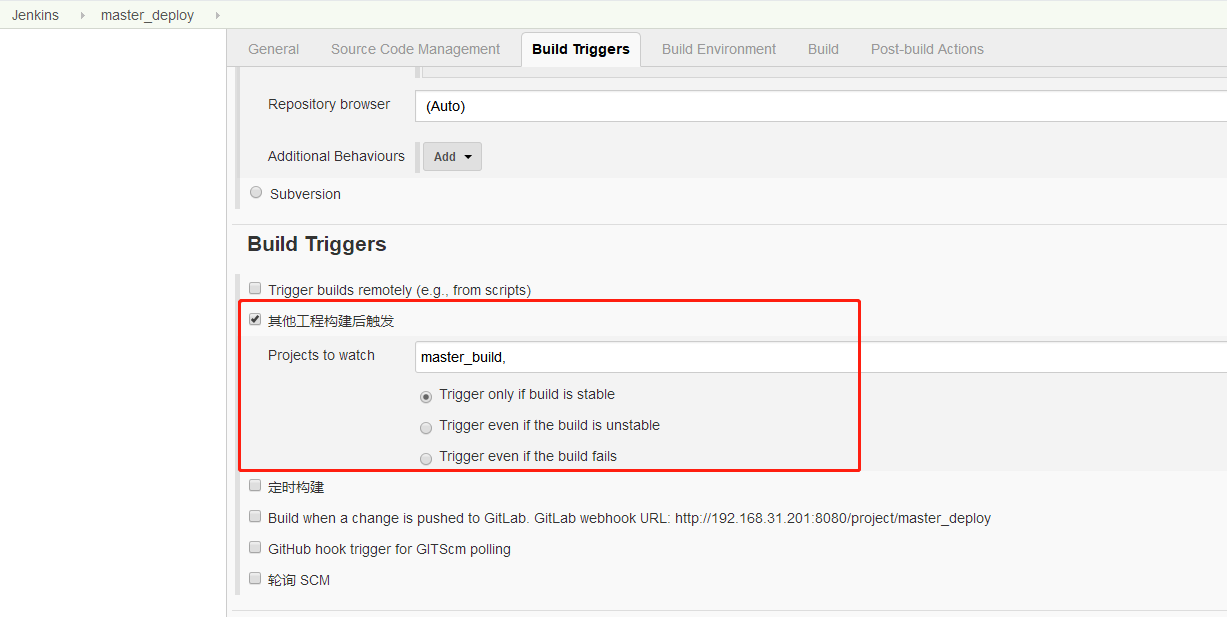 Jenkins master_deploy
General Source Code Management Build Triggers Build Environment Build Post-build Actions
Repository browser (Auto)
Additional Behaviours Add
Subversion
Build Triggers
Trigger builds remotely (e.g., from scripts)
其他工程构建后触发
Projects to watch master_build,
Trigger only if build is stable
Trigger even if the build is unstable
Trigger even if the build fails
定时构建
Build when a change is pushed to GitLab. GitLab webhook URL: http://192.168.31.201:8080/project/master_deploy
GitHub hook trigger for GITScm polling
轮询 SCM